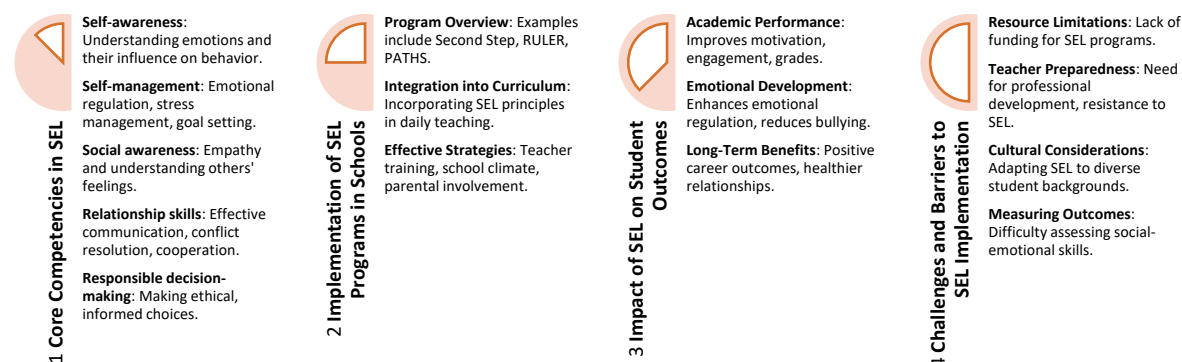 1 Core Competencies in SEL
Self-awareness:
Understanding emotions and
their influence on behavior.
Self-management: Emotional
regulation, stress
management, goal setting.
Social awareness: Empathy
and understanding others'
feelings.
Relationship skills: Effective
communication, conflict
resolution, cooperation.
Responsible decision-
making: Making ethical,
informed choices.
2 Implementation of SEL
Programs in Schools
Program Overview: Examples
include Second Step, RULER,
PATHS.
Integration into Curriculum:
Incorporating SEL principles
in daily teaching.
Effective Strategies: Teacher
training, school climate,
parental involvement.
3 Impact of SEL on Student
Outcomes
Academic Performance:
Improves motivation,
engagement, grades.
Emotional Development:
Enhances emotional
regulation, reduces bullying.
Long-Term Benefits: Positive
career outcomes, healthier
relationships.
4 Challenges and Barriers to
SEL Implementation
Resource Limitations: Lack of
funding for SEL programs.
Teacher Preparedness: Need
for professional
development, resistance to
SEL.
Cultural Considerations:
Adapting SEL to diverse
student backgrounds.
Measuring Outcomes:
Difficulty assessing social-
emotional skills.